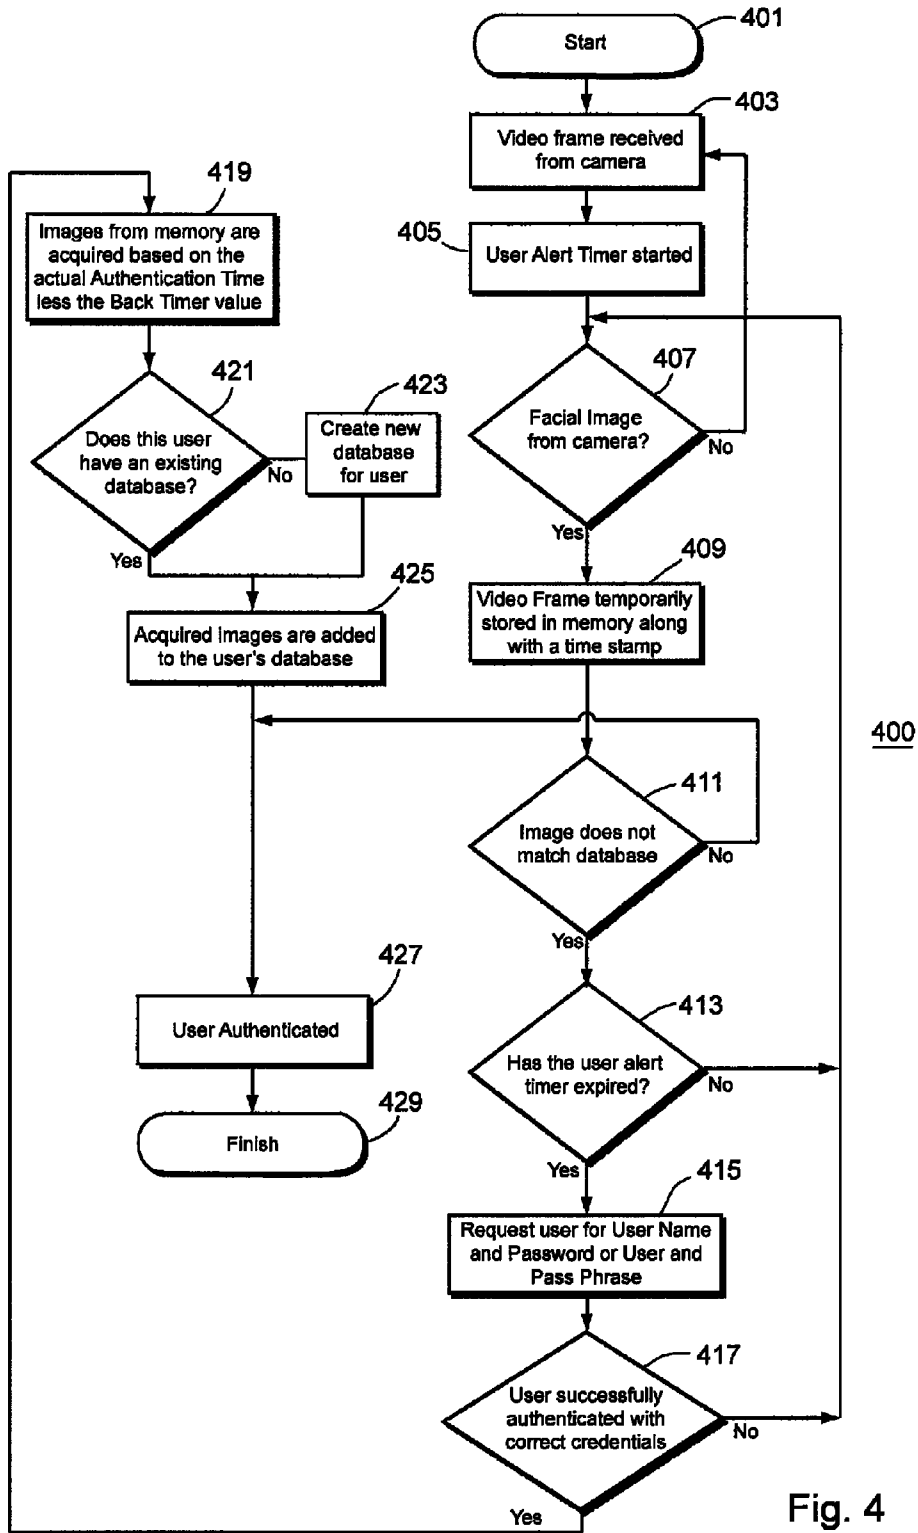 401
Start
403
Video frame received
from camera
405
User Alert Timer started
407
Facial Image
from camera?
No
Yes
409
Video Frame temporarily
stored in memory along
with a time stamp
411
Image does not
match database
No
Yes
413
Has the user alert
timer expired?
No
Yes
415
Request user for User Name
and Password or User and
Pass Phrase
417
User successfully
authenticated with
correct credentials
No
Yes
419
Images from memory are
acquired based on the
actual Authentication Time
less the Back Timer value
421
Does this user
have an existing
database?
No
Yes
423
Create new
database
for user
425
Acquired images are added
to the user's database
427
User Authenticated
429
Finish
400
Fig. 4